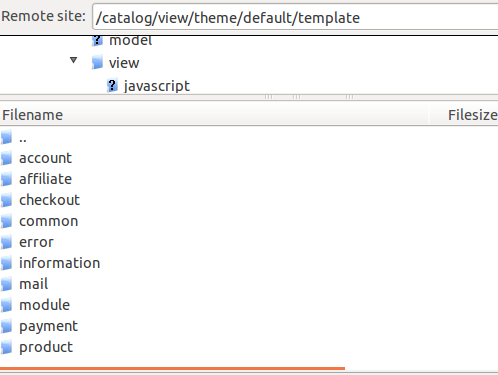 Remote site: /catalog/view/theme/default/template
model
view
javascript
Filename Filesize
..
account
affiliate
checkout
common
error
information
mail
module
payment
product